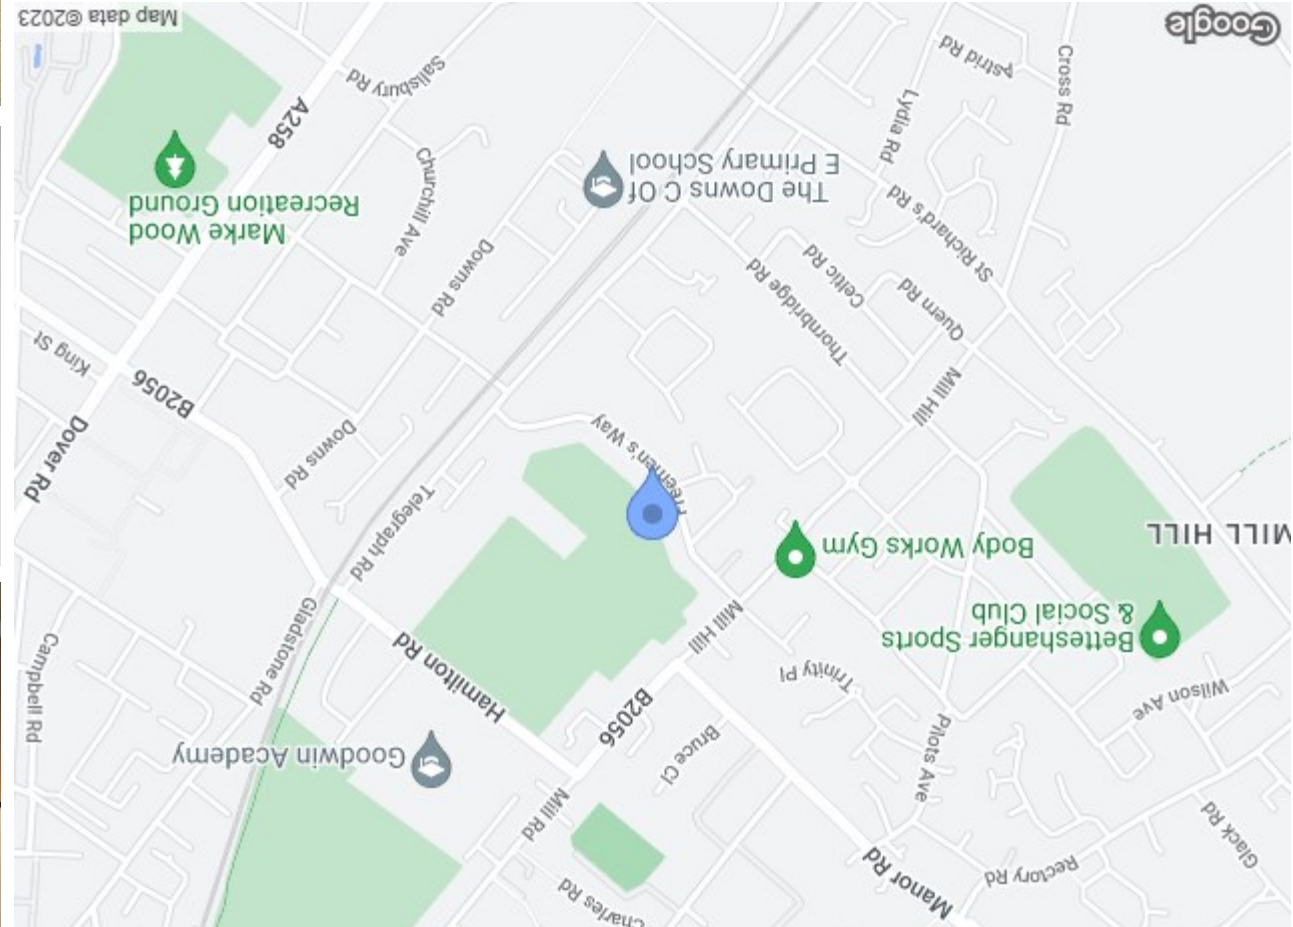 Charles Rd
Manor Rd
Rectory Rd
Glack Rd
Mill Rd
Pilots Ave
Bruce Cl
Goodwin Academy
B2056
Wilson Ave
Trinity Pl
Hamilton Rd
Campbell Rd
Gladstone Rd
Betteshanger Sports
& Social Club
Mill Hill
MILL HILL
Body Works Gym
Telegraph Rd
Freemen's Way
Downs Rd
Dover Rd
Mill Hill
B2056
King St
Quern Rd
Thornbridge Rd
Celtic Rd
Downs Rd
St Richard's Rd
Churchill Ave
Marke Wood
Recreation Ground
The Downs C Of
E Primary School
Lydia Rd
A258
Cross Rd
Salisbury Rd
Google
Map data ©2023